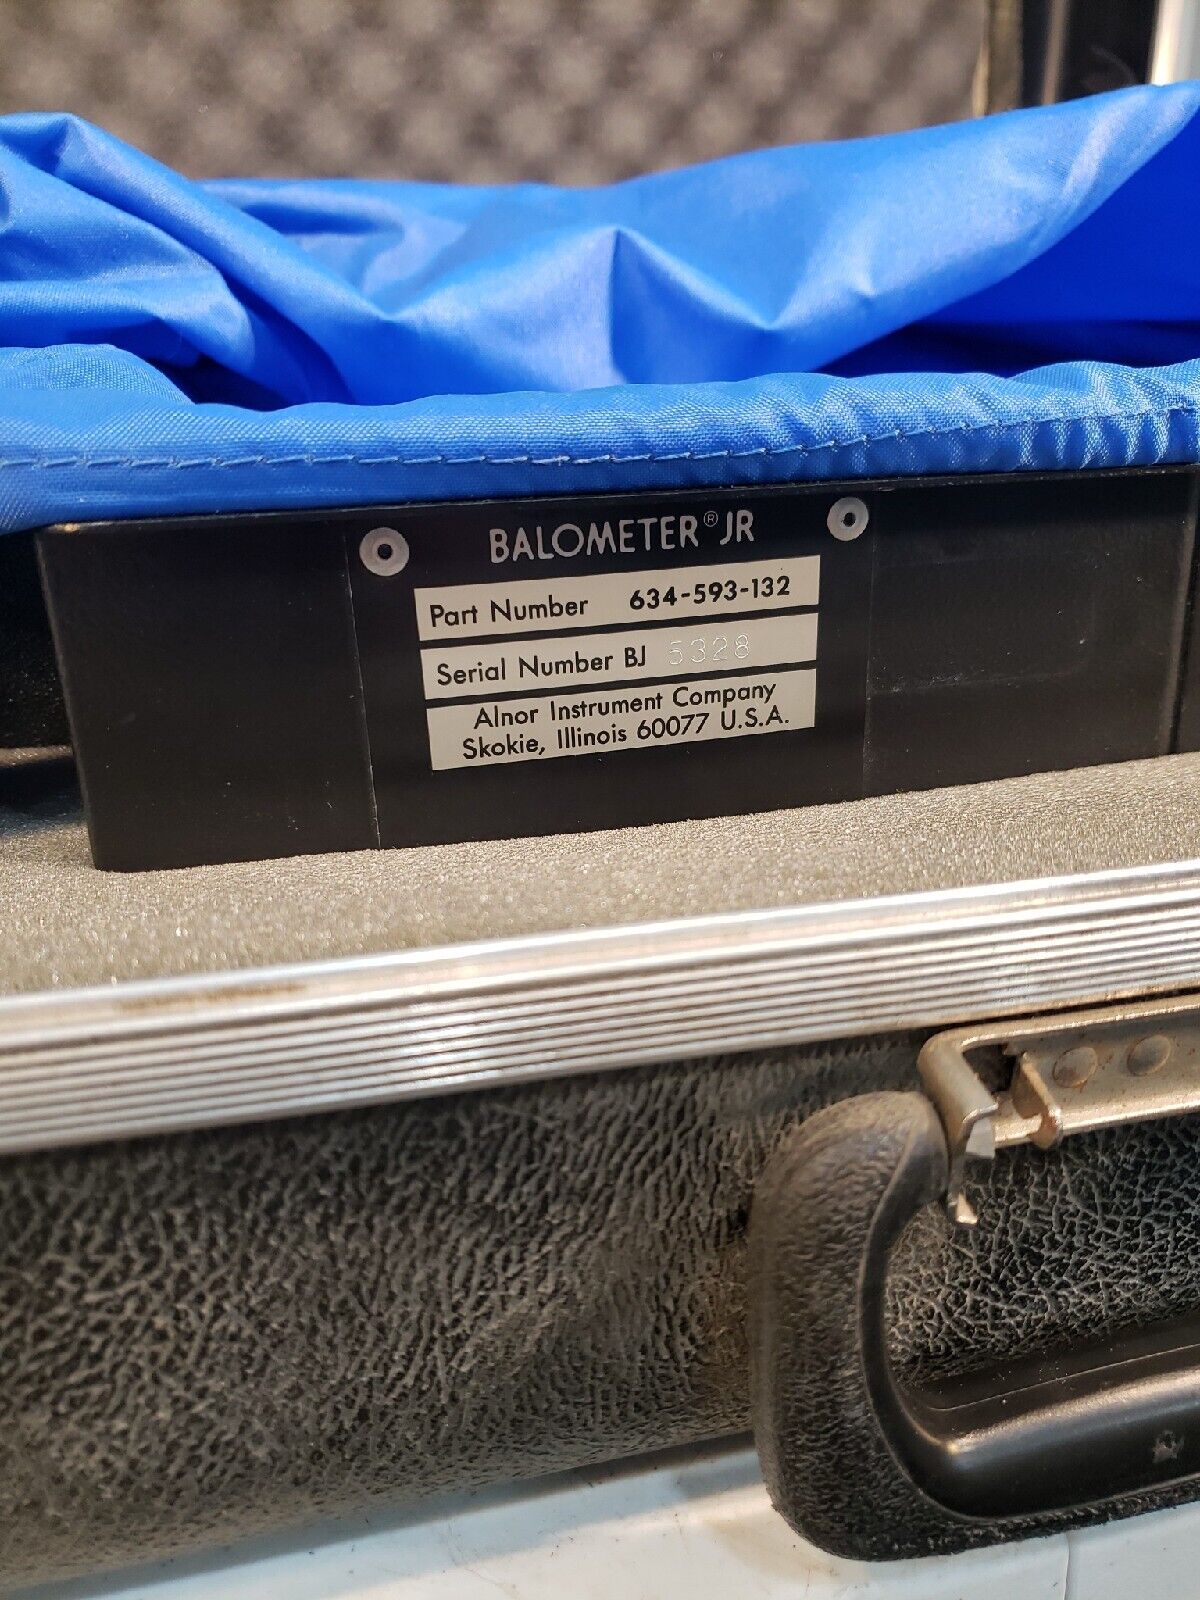 BALOMETER® JR
Part Number 634-593-132
Serial Number BJ 5328
Alnor Instrument Company
Skokie, Illinois 60077 U.S.A.